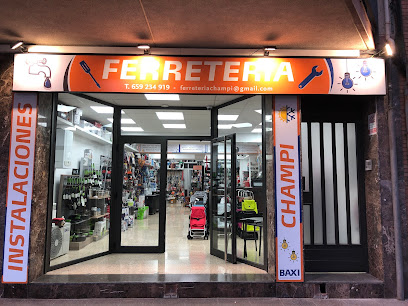 FERRETERIA
T. 659 234 919 - ferreteriachampi@gmail.com
INSTALACIONES
CHAMPI
BAXI